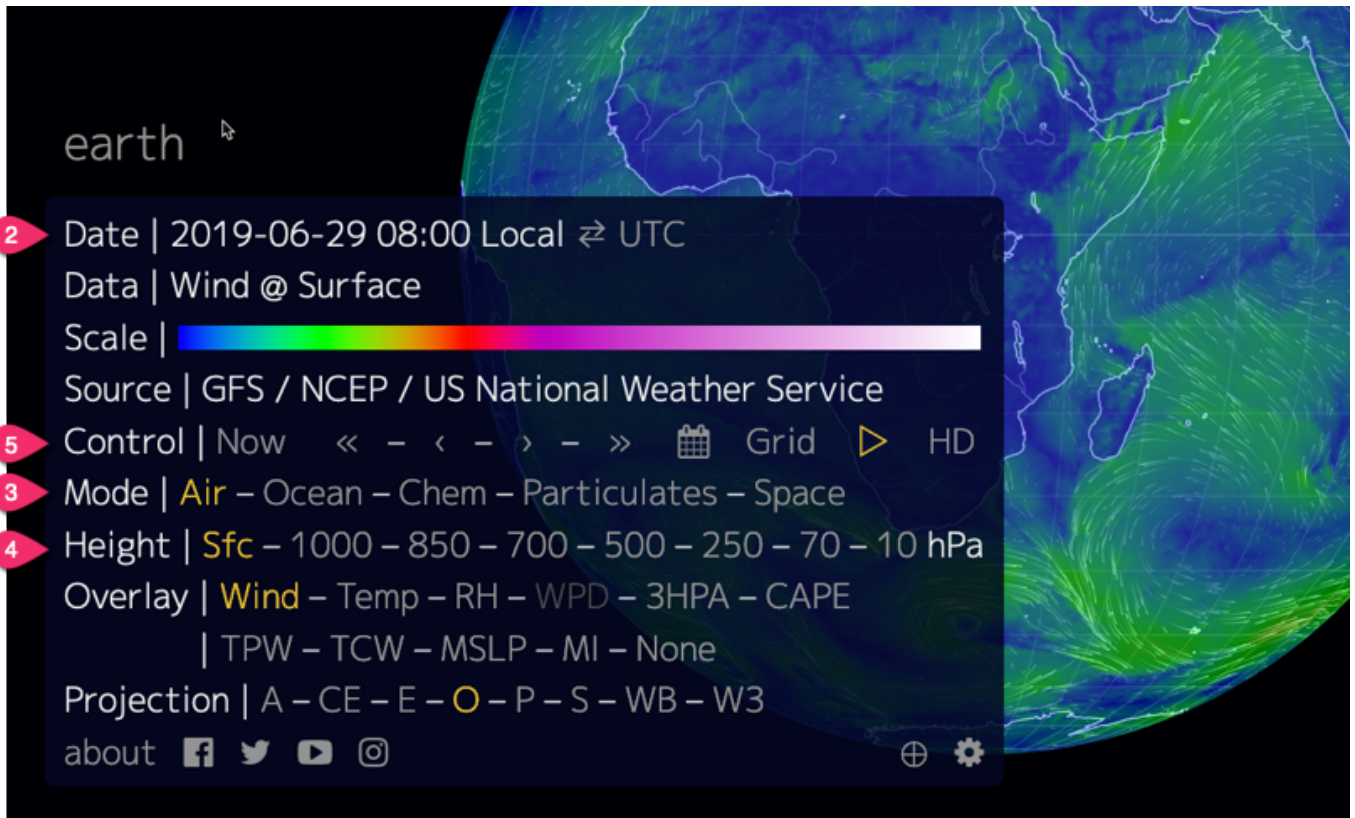 earth
2 Date | 2019-06-29 08:00 Local ⇄ UTC
Data | Wind @ Surface
Scale |
Source | GFS / NCEP / US National Weather Service
5 Control | Now « – ‹ – › – » Grid HD
3 Mode | Air – Ocean – Chem – Particulates – Space
4 Height | Sfc – 1000 – 850 – 700 – 500 – 250 – 70 – 10 hPa
Overlay | Wind – Temp – RH – WPD – 3HPA – CAPE
| TPW – TCW – MSLP – MI – None
Projection | A – CE – E – O – P – S – WB – W3
about